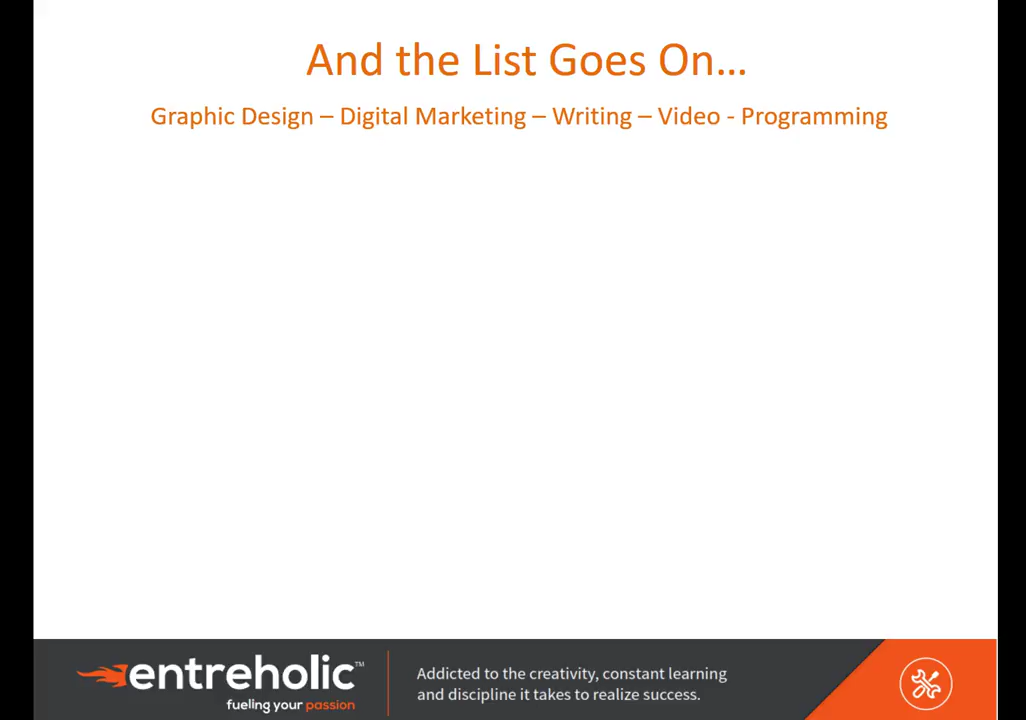 And the List Goes On...
Graphic Design – Digital Marketing – Writing – Video - Programming
entreholic™
fueling your passion
Addicted to the creativity, constant learning
and discipline it takes to realize success.